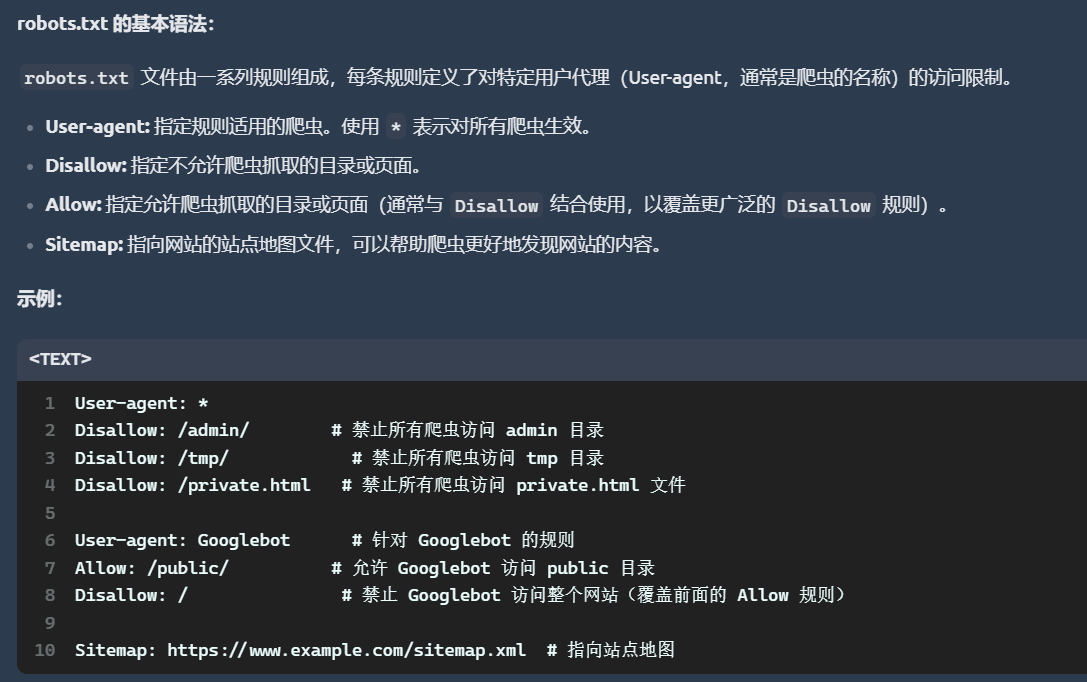 robots.txt 的基本语法：
robots.txt 文件由一系列规则组成，每条规则定义了对特定用户代理（User-agent，通常是爬虫的名称）的访问限制。
• User-agent: 指定规则适用的爬虫。使用 * 表示对所有爬虫生效。
• Disallow: 指定不允许爬虫抓取的目录或页面。
• Allow: 指定允许爬虫抓取的目录或页面（通常与 Disallow 结合使用，以覆盖更广泛的 Disallow 规则）。
• Sitemap: 指向网站的站点地图文件，可以帮助爬虫更好地发现网站的内容。
示例：
<TEXT>
1 User-agent: *
2 Disallow: /admin/        # 禁止所有爬虫访问 admin 目录
3 Disallow: /tmp/            # 禁止所有爬虫访问 tmp 目录
4 Disallow: /private.html   # 禁止所有爬虫访问 private.html 文件
5
6 User-agent: Googlebot      # 针对 Googlebot 的规则
7 Allow: /public/          # 允许 Googlebot 访问 public 目录
8 Disallow: /               # 禁止 Googlebot 访问整个网站（覆盖前面的 Allow 规则）
9
10 Sitemap: https://www.example.com/sitemap.xml  # 指向站点地图